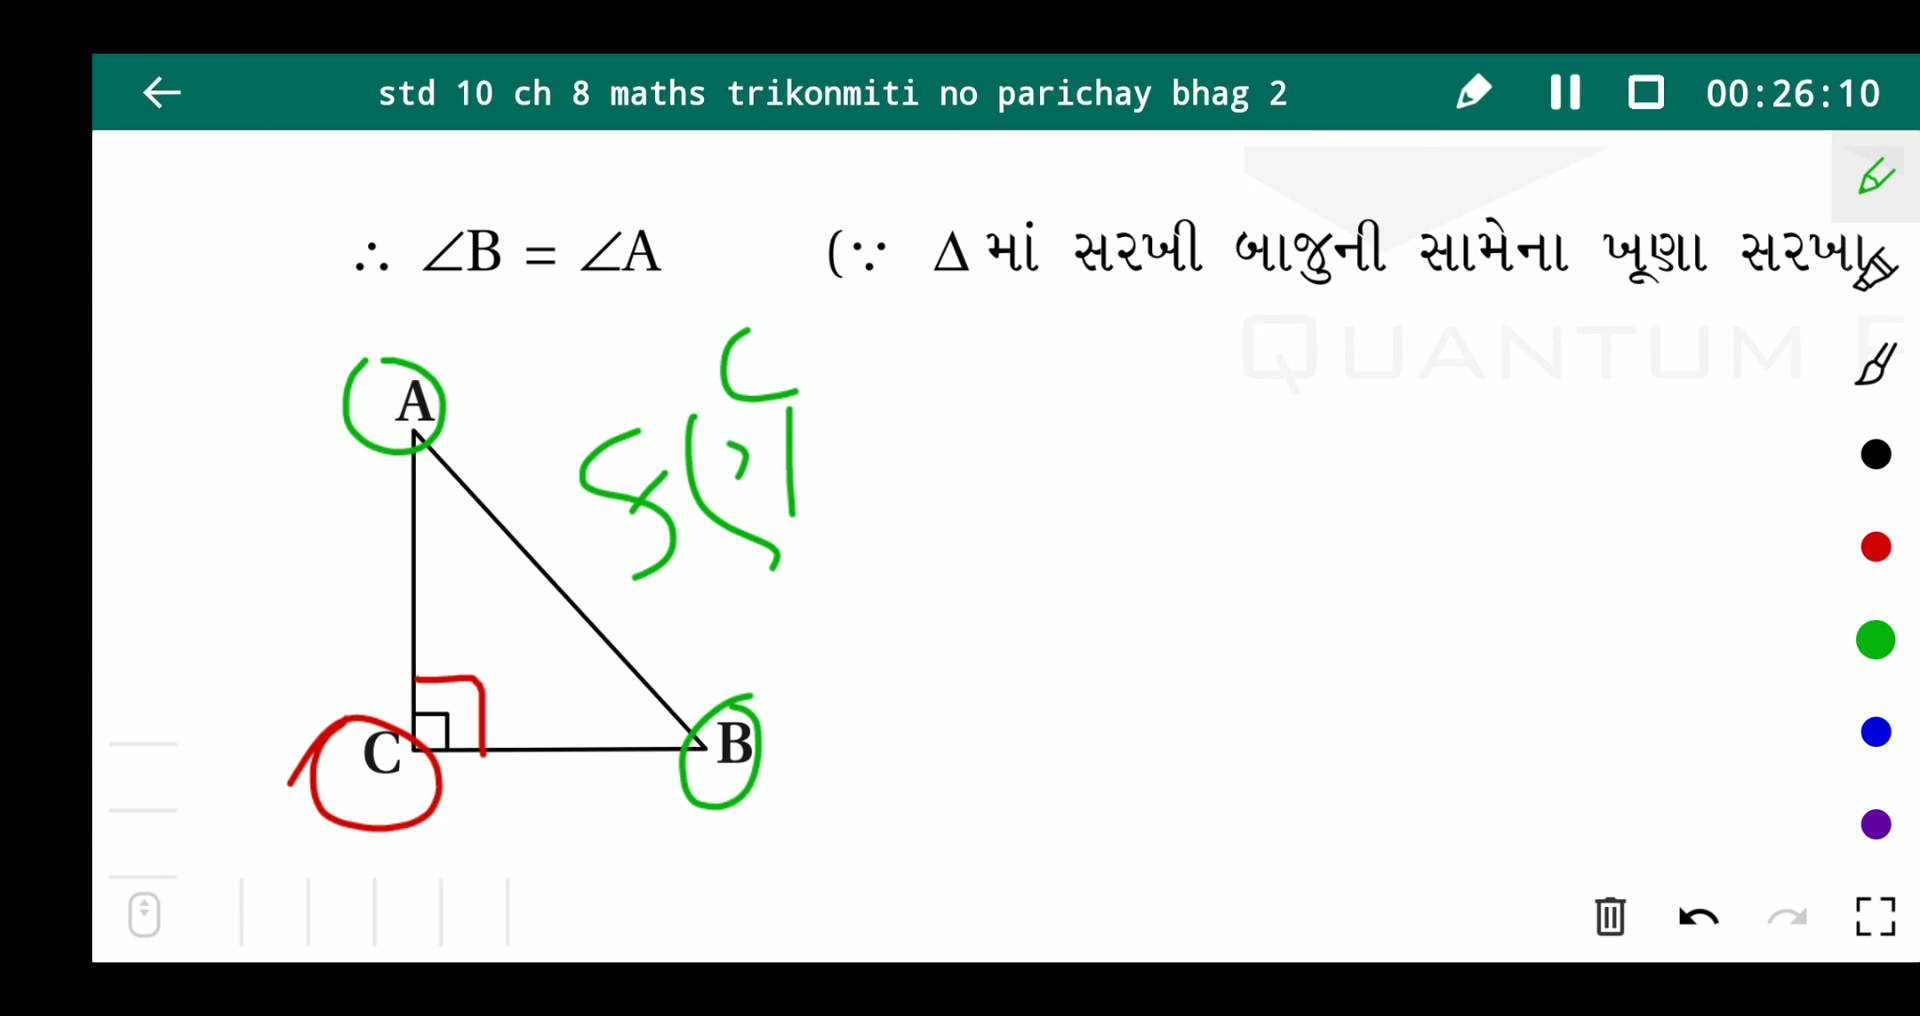 std 10 ch 8 maths trikonmiti no parichay bhag 2
00:26:10
∴ ∠B = ∠A (∵ Δ માં સરખી બાજુની સામેના ખૂણા સરખા
QUANTUM
A
કર્ણ
C
B